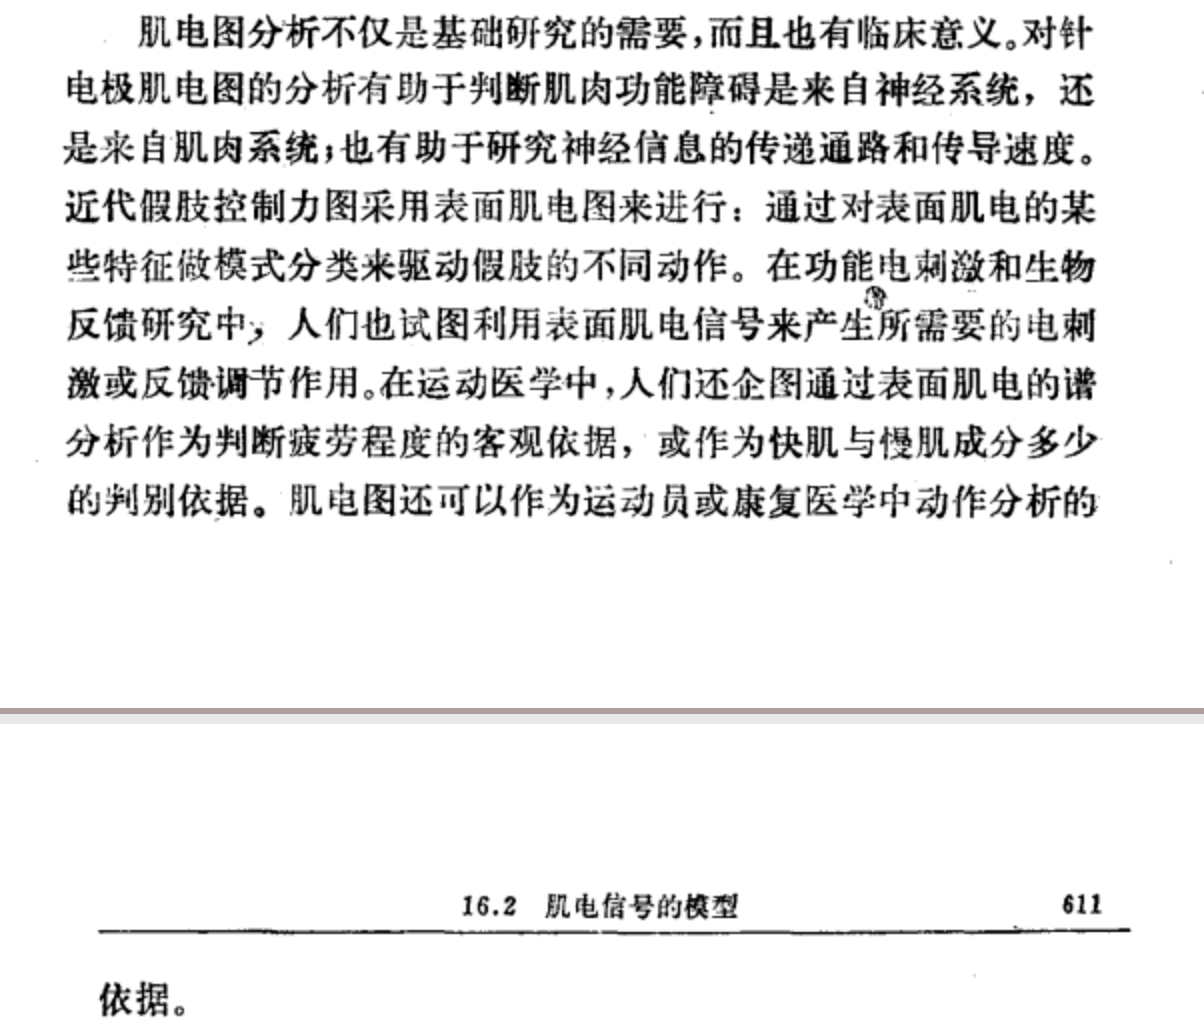 肌电图分析不仅是基础研究的需要,而且也有临床意义。对针
电极肌电图的分析有助于判断肌肉功能障碍是来自神经系统，还
是来自肌肉系统;也有助于研究神经信息的传递通路和传导速度。
近代假肢控制力图采用表面肌电图来进行：通过对表面肌电的某
些特征做模式分类来驱动假肢的不同动作。在功能电刺激和生物
反馈研究中，人们也试图利用表面肌电信号来产生所需要的电刺
激或反馈调节作用。在运动医学中,人们还企图通过表面肌电的谱
分析作为判断疲劳程度的客观依据，或作为快肌与慢肌成分多少
的判别依据。肌电图还可以作为运动员或康复医学中动作分析的
16.2 肌电信号的模型 611
依据。